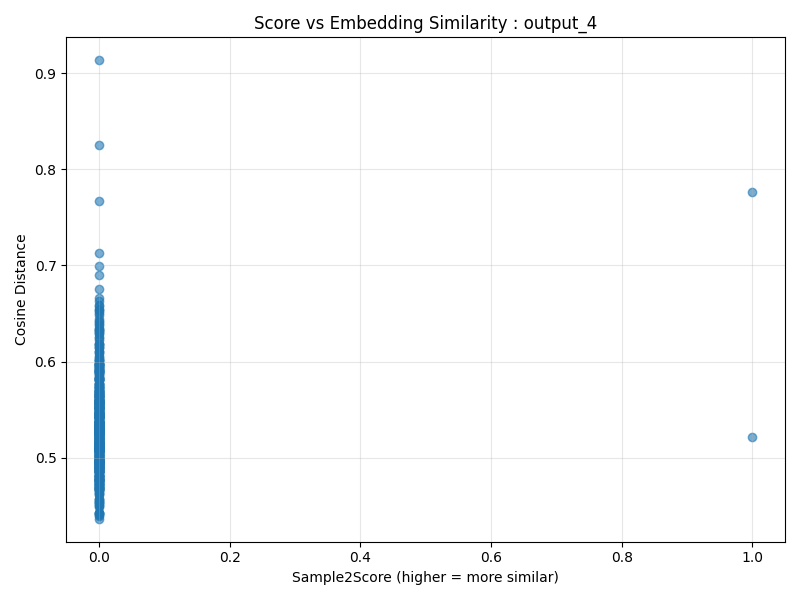 Score vs Embedding Similarity : output_4
Cosine Distance
0.9
0.8
0.7
0.6
0.5
0.0 0.2 0.4 0.6 0.8 1.0
Sample2Score (higher = more similar)